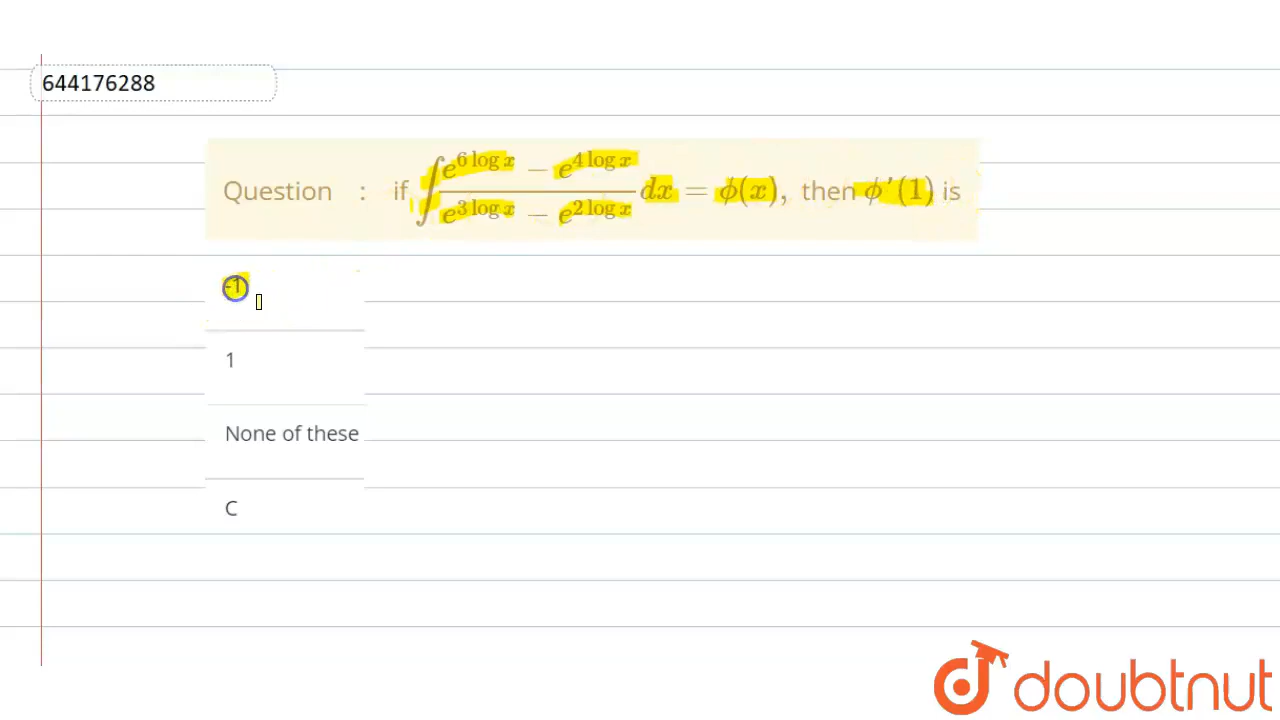 644176288
Question : if ∫ (e^{6 log x} − e^{4 log x}) / (e^{3 log x} − e^{2 log x}) dx = ϕ(x), then ϕ'(1) is
-1
1
None of these
C
doubtnut